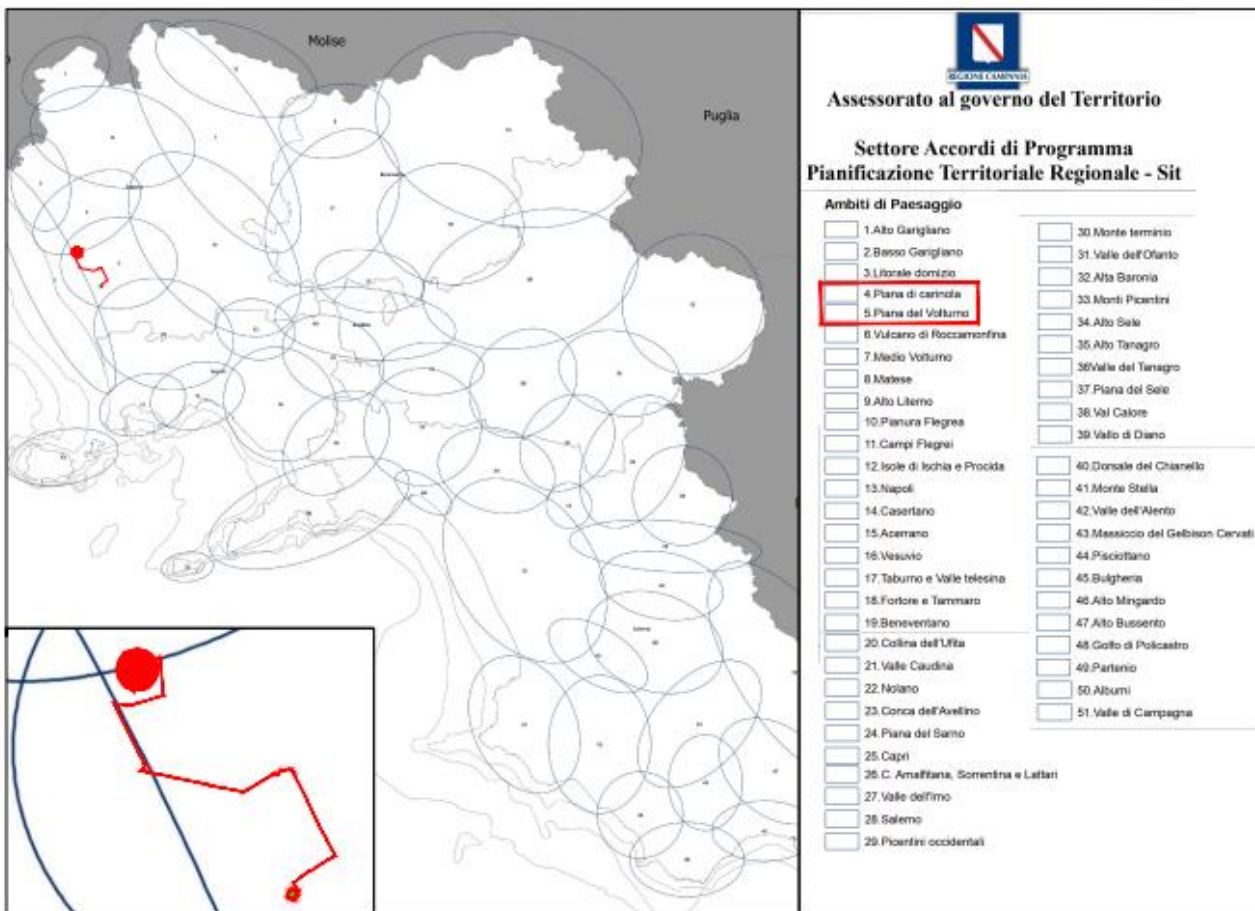 Molise
Puglia
REGIONE CAMPANIA
Assessorato al governo del Territorio
Settore Accordi di Programma
Pianificazione Territoriale Regionale - Sit
Ambiti di Paesaggio
1.Alto Garigliano
2.Basso Garigliano
3.Litorale domizio
4.Piana di carinola
5.Piana del Volturno
6.Vulcano di Roccamonfina
7.Medio Volturno
8.Matese
9.Alto Literno
10.Pianura Flegrea
11.Campi Flegrei
12.Isole di Ischia e Procida
13.Napoli
14.Casertano
15.Acerrano
16.Vesuvio
17.Taburno e Valle telesina
18.Fortore e Tammaro
19.Beneventano
20.Collina dell'Ufita
21.Valle Caudina
22.Nolano
23.Conca dell'Avellino
24.Piana del Sarno
25.Capri
26.C. Amalfitana, Sorrentina e Lattari
27.Valle dell'Irno
28.Salerno
29.Picentini occidentali
30.Monte terminio
31.Valle dell'Ofanto
32.Alta Baronia
33.Monti Picentini
34.Alto Sele
35.Alto Tanagro
36Valle del Tanagro
37.Piana del Sele
38.Val Calore
39.Vallo di Diano
40.Dorsale del Chianello
41.Monte Stella
42.Valle dell'Alento
43.Massiccio del Gelbison Cervati
44.Pisciottano
45.Bulgheria
46.Alto Mingardo
47.Alto Bussento
48.Golfo di Policastro
49.Partenio
50.Alburni
51.Valle di Campagna